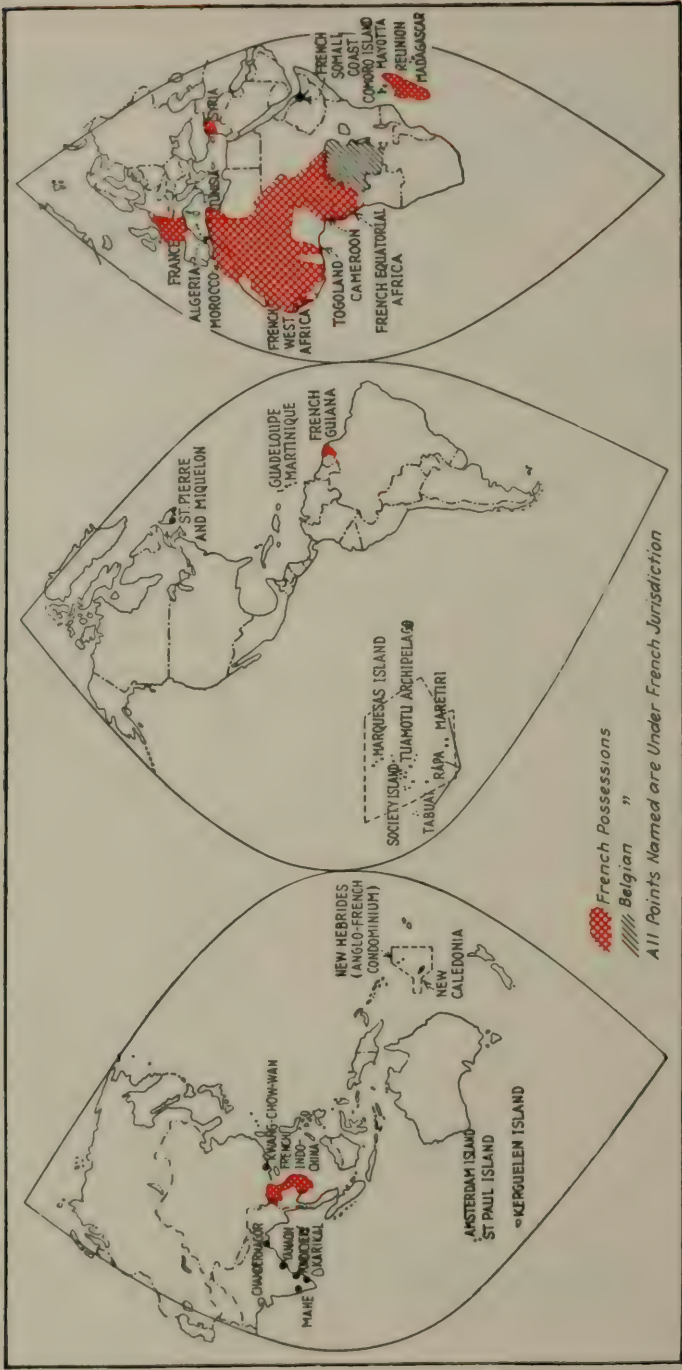 CHANDERNAGOR
YANAON
KARIKAL
MAHE
KWANG-CHOW-WAN
FRENCH
INDO-
CHINA
NEW HEBRIDES
(ANGLO-FRENCH
CONDOMINIUM)
NEW
CALEDONIA
AMSTERDAM ISLAND
ST PAUL ISLAND
KERGUELEN ISLAND
ST. PIERRE
AND MIQUELON
GUADELOUPE
MARTINIQUE
FRENCH
GUIANA
MARQUESAS ISLAND
SOCIETY ISLAND
TUAMOTU ARCHIPELAGO
TABUAI
RAPA
MARETIRI
FRANCE
ALGERIA
MOROCCO
TUNISIA
SYRIA
FRENCH
WEST
AFRICA
TOGOLAND
CAMEROON
FRENCH EQUATORIAL
AFRICA
FRENCH
SOMALI
COAST
COMORO ISLAND
MAYOTTA
REUNION
MADAGASCAR
French Possessions
Belgian "
All Points Named are Under French Jurisdiction